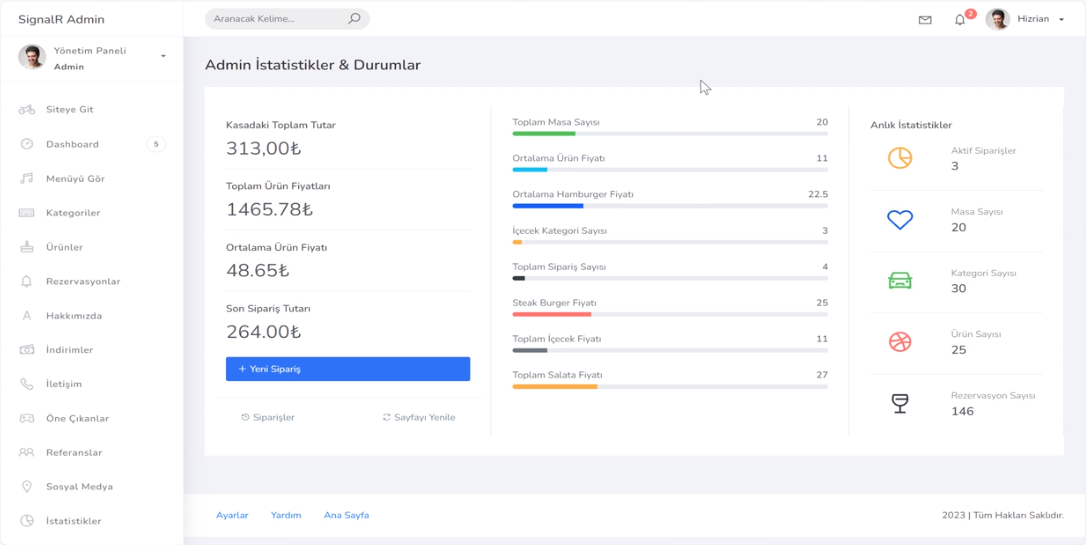 SignalR Admin
Aranacak Kelime...
2
Hizrian
Yönetim Paneli
Admin
Siteye Git
Dashboard
5
Menüyü Gör
Kategoriler
Ürünler
Rezervasyonlar
Hakkımızda
İndirimler
İletişim
Öne Çıkanlar
Referanslar
Sosyal Medya
İstatistikler
Admin İstatistikler & Durumlar
Kasadaki Toplam Tutar
313,00₺
Toplam Ürün Fiyatları
1465.78₺
Ortalama Ürün Fiyatı
48.65₺
Son Sipariş Tutarı
264.00₺
+ Yeni Sipariş
Siparişler
Sayfayı Yenile
Toplam Masa Sayısı 20
Ortalama Ürün Fiyatı 11
Ortalama Hamburger Fiyatı 22.5
İçecek Kategori Sayısı 3
Toplam Sipariş Sayısı 4
Steak Burger Fiyatı 25
Toplam İçecek Fiyatı 11
Toplam Salata Fiyatı 27
Anlık İstatistikler
Aktif Siparişler
3
Masa Sayısı
20
Kategori Sayısı
30
Ürün Sayısı
25
Rezervasyon Sayısı
146
Ayarlar Yardım Ana Sayfa
2023 | Tüm Hakları Saklıdır.